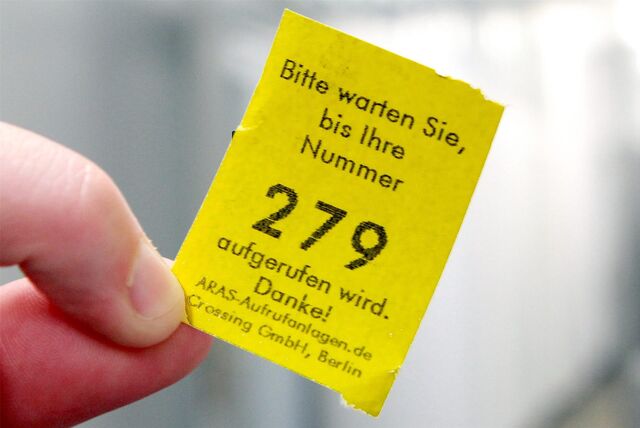 Bitte warten Sie,
bis Ihre
Nummer
279
aufgerufen wird.
Danke!
ARAS-Aufrufanlagen.de
Crossing GmbH, Berlin